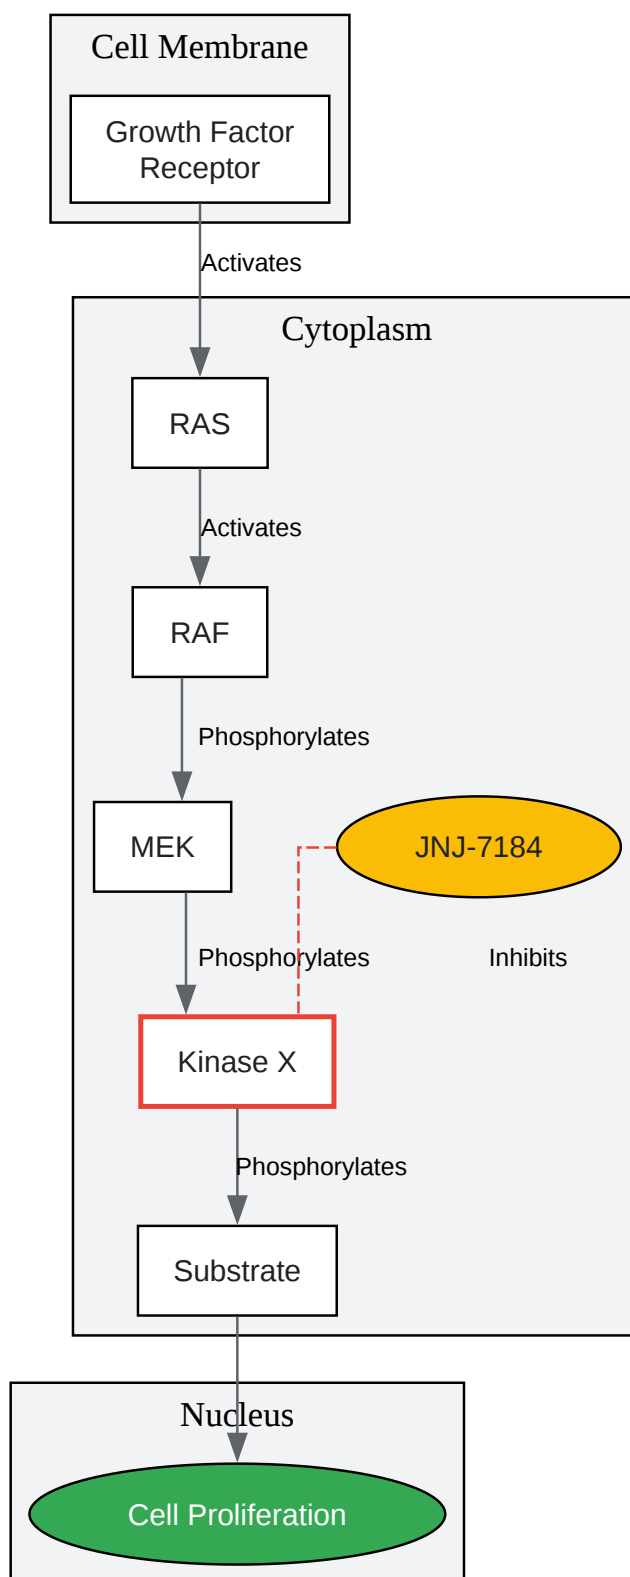 Cell Membrane
Growth Factor
Receptor
Activates
Cytoplasm
RAS
Activates
RAF
Phosphorylates
MEK
JNJ-7184
Phosphorylates
Inhibits
Kinase X
Phosphorylates
Substrate
Nucleus
Cell Proliferation